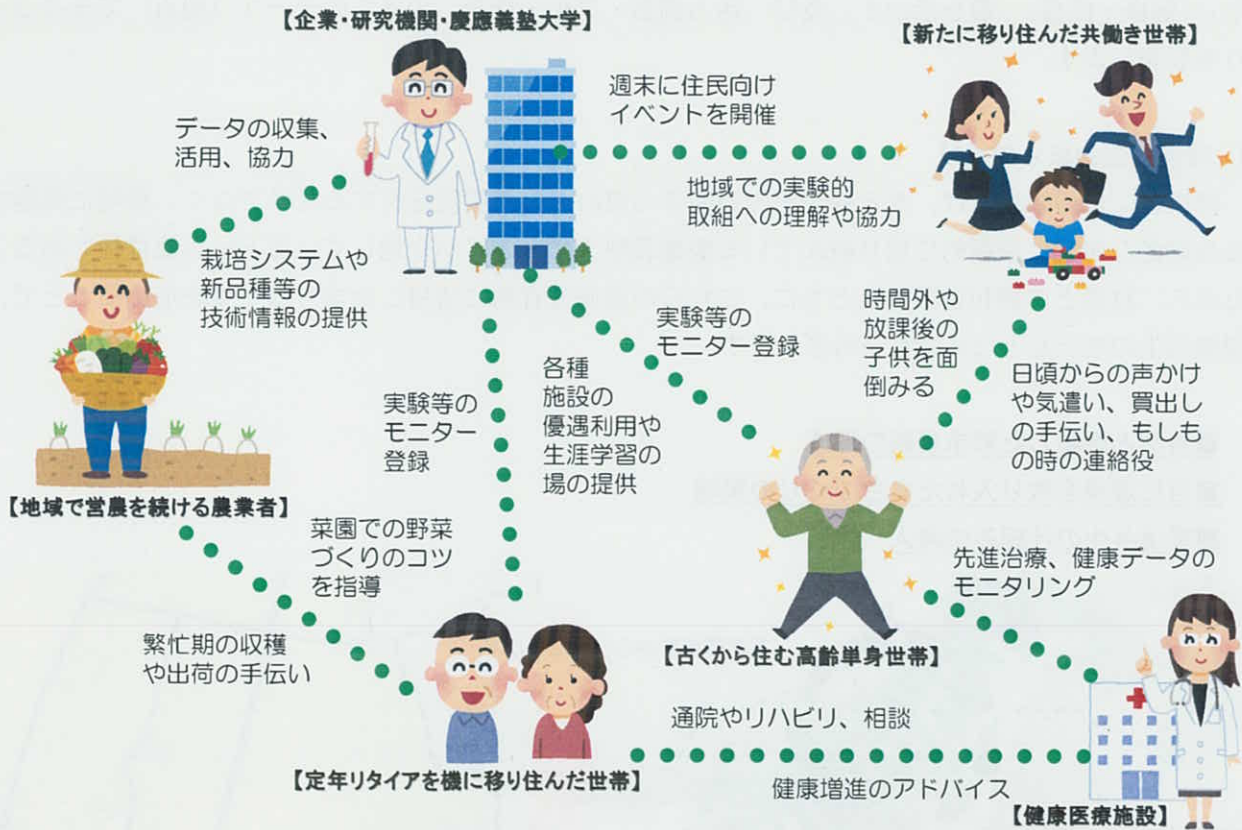 【企業・研究機関・慶應義塾大学】
【新たに移り住んだ共働き世帯】
週末に住民向け
イベントを開催
データの収集、
活用、協力
地域での実験的
取組への理解や協力
栽培システムや
新品種等の
技術情報の提供
実験等の
モニター登録
時間外や
放課後の
子供を面
倒みる
各種
施設の
優遇利用や
生涯学習の
場の提供
日頃からの声かけ
や気遣い、買出し
の手伝い、もしも
の時の連絡役
実験等の
モニター
登録
【地域で営農を続ける農業者】
菜園での野菜
づくりのコツ
を指導
先進治療、健康データの
モニタリング
繁忙期の収穫
や出荷の手伝い
【古くから住む高齢単身世帯】
通院やリハビリ、相談
【定年リタイアを機に移り住んだ世帯】
健康増進のアドバイス
【健康医療施設】